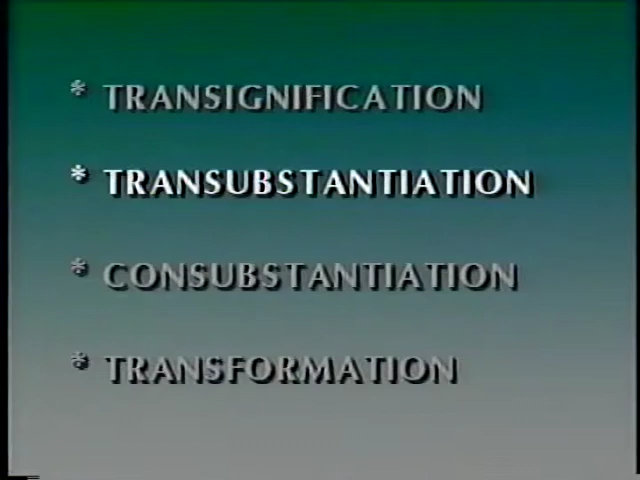 * TRANSIGNIFICATION
* TRANSUBSTANTIATION
* CONSUBSTANTIATION
* TRANSFORMATION